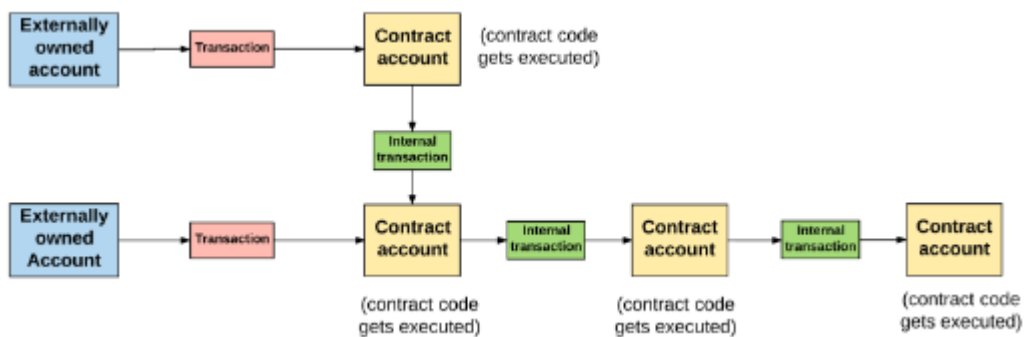 Externally
owned
account
Transaction
Contract
account
(contract code
gets executed)
Internal
transaction
Externally
owned
Account
Transaction
Contract
account
Internal
transaction
Contract
account
Internal
transaction
Contract
account
(contract code
gets executed)
(contract code
gets executed)
(contract code
gets executed)